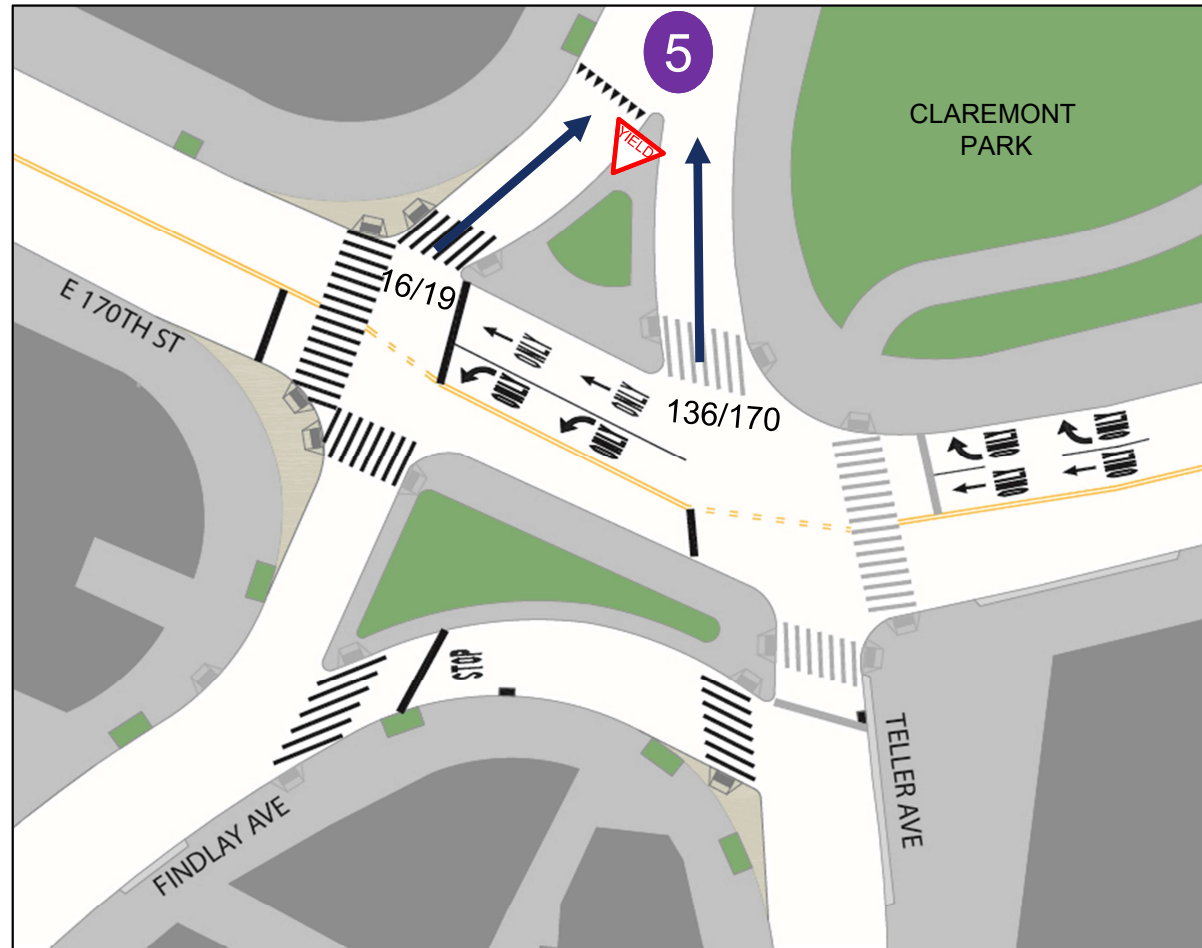 5
CLAREMONT
PARK
YIELD
E 170TH ST
16/19
ONLY
ONLY
ONLY
ONLY
136/170
ONLY
ONLY
ONLY
ONLY
STOP
TELLER AVE
FINDLAY AVE